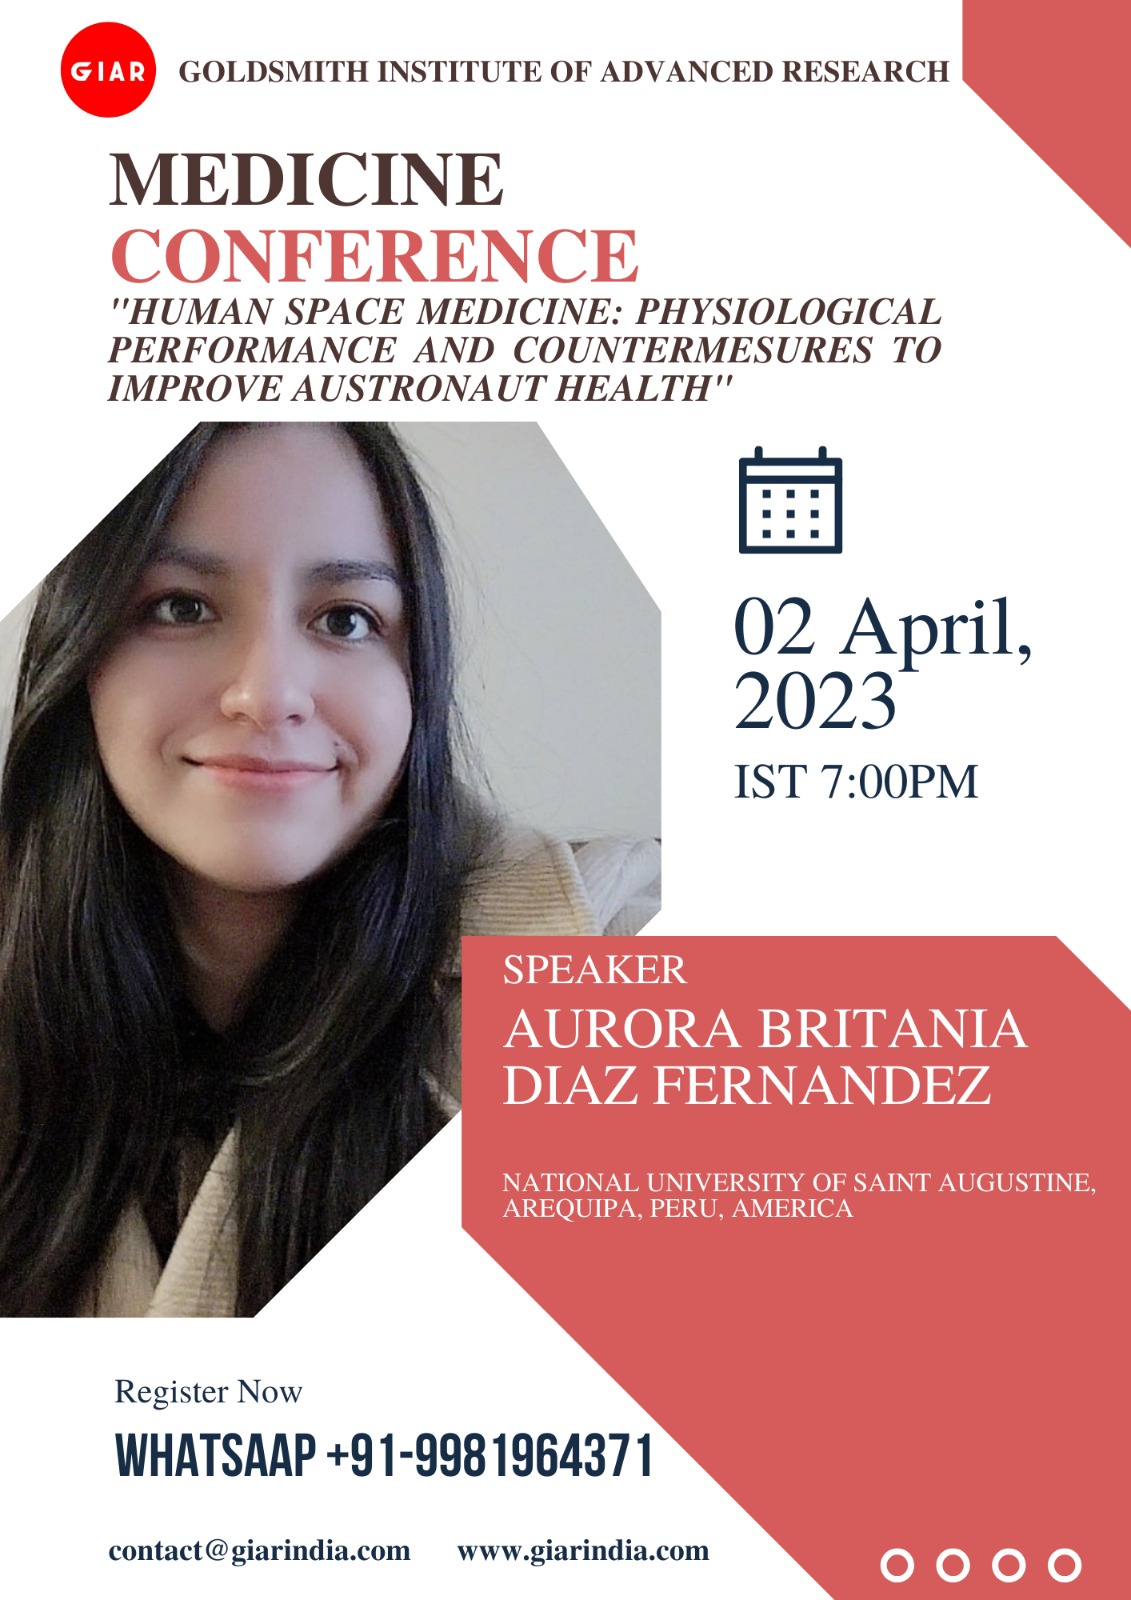 GIAR
GOLDSMITH INSTITUTE OF ADVANCED RESEARCH
MEDICINE
CONFERENCE
"HUMAN SPACE MEDICINE: PHYSIOLOGICAL
PERFORMANCE AND COUNTERMESURES TO
IMPROVE AUSTRONAUT HEALTH"
02 April,
2023
IST 7:00PM
SPEAKER
AURORA BRITANIA
DIAZ FERNANDEZ
NATIONAL UNIVERSITY OF SAINT AUGUSTINE,
AREQUIPA, PERU, AMERICA
Register Now
WHATSAAP +91-9981964371
contact@giarindia.com www.giarindia.com